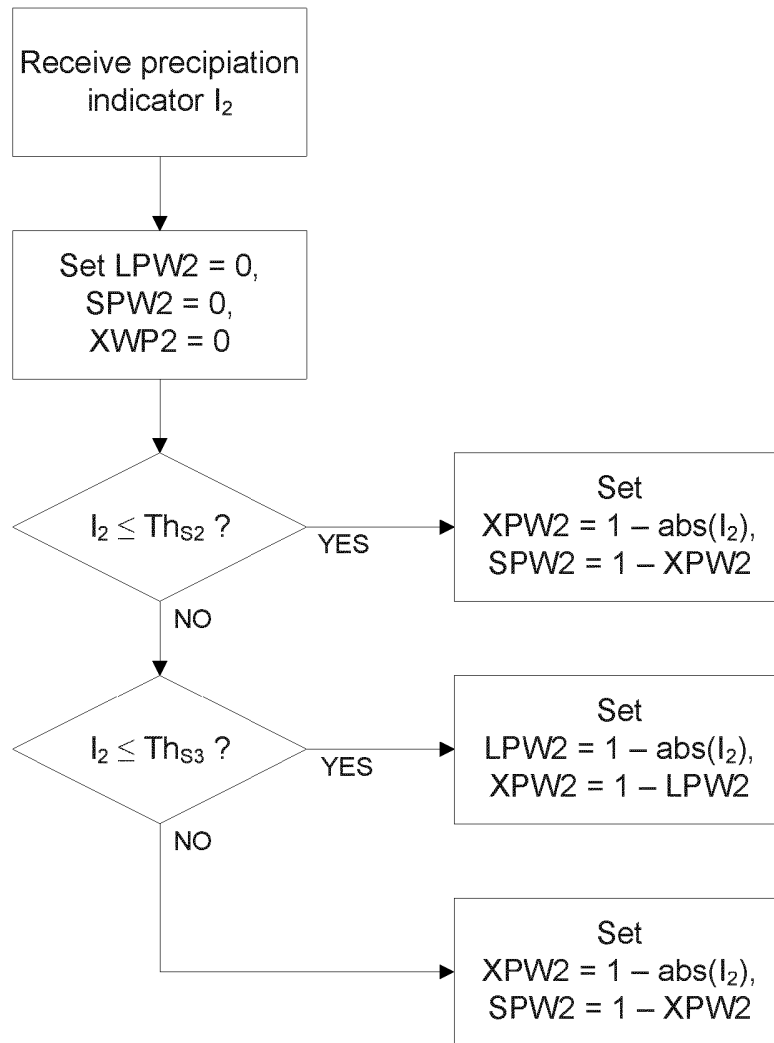 Receive precipiation
indicator I₂
Set LPW2 = 0,
SPW2 = 0,
XWP2 = 0
I₂ ≤ Thₛ₂ ?
YES
Set
XPW2 = 1 – abs(I₂),
SPW2 = 1 – XPW2
NO
I₂ ≤ Thₛ₃ ?
YES
Set
LPW2 = 1 – abs(I₂),
XPW2 = 1 – LPW2
NO
Set
XPW2 = 1 – abs(I₂),
SPW2 = 1 – XPW2